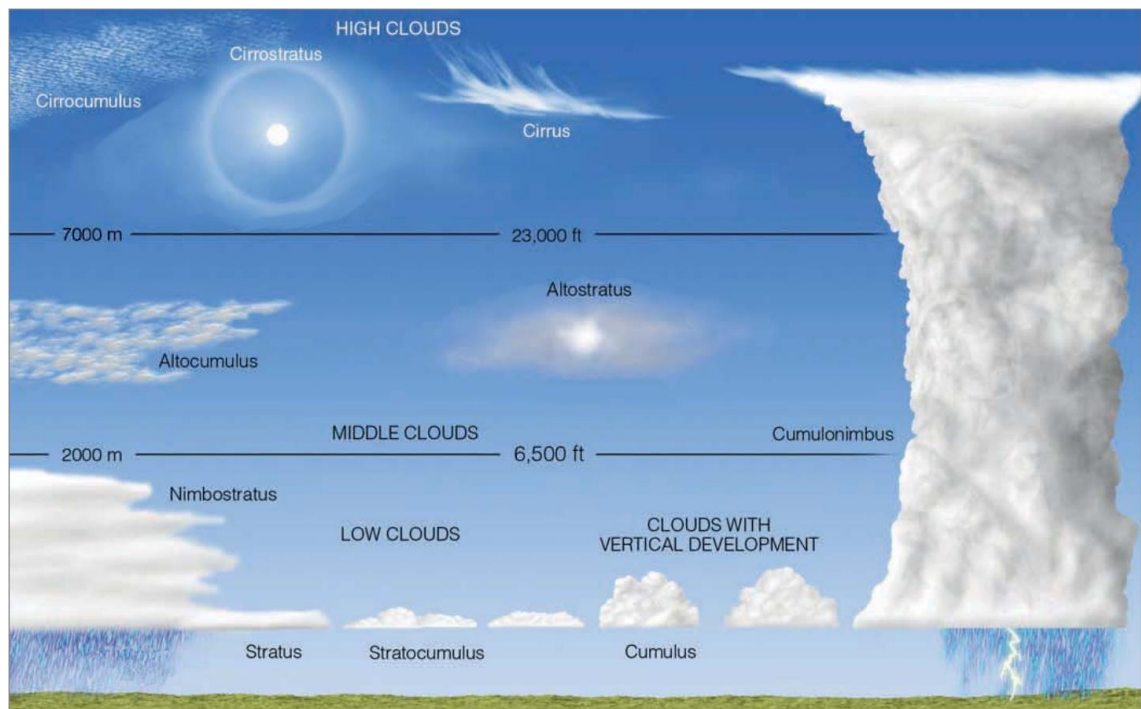 HIGH CLOUDS
Cirrostratus
Cirrocumulus
Cirrus
7000 m
23,000 ft
Altostratus
Altocumulus
MIDDLE CLOUDS
Cumulonimbus
2000 m
6,500 ft
Nimbostratus
LOW CLOUDS
CLOUDS WITH
VERTICAL DEVELOPMENT
Stratus
Stratocumulus
Cumulus